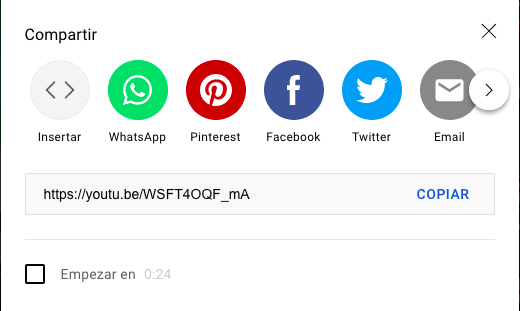 Compartir
Insertar WhatsApp Pinterest Facebook Twitter Email
https://youtu.be/WSFT4OQF_mA COPIAR
Empezar en 0:24